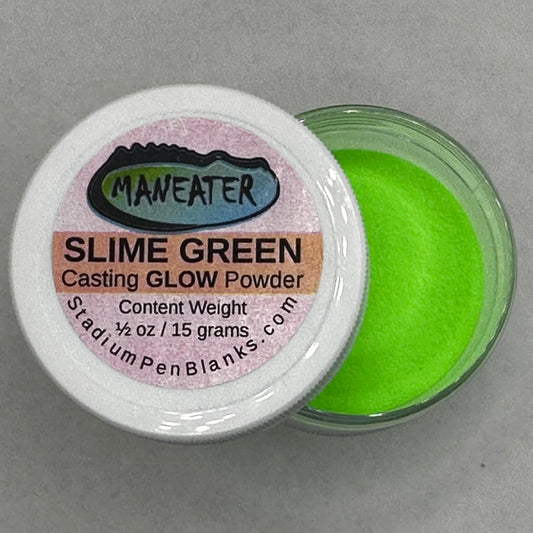 MANEATER
SLIME GREEN
Casting GLOW Powder
Content Weight
½ oz / 15 grams
StadiumPenBlanks.com